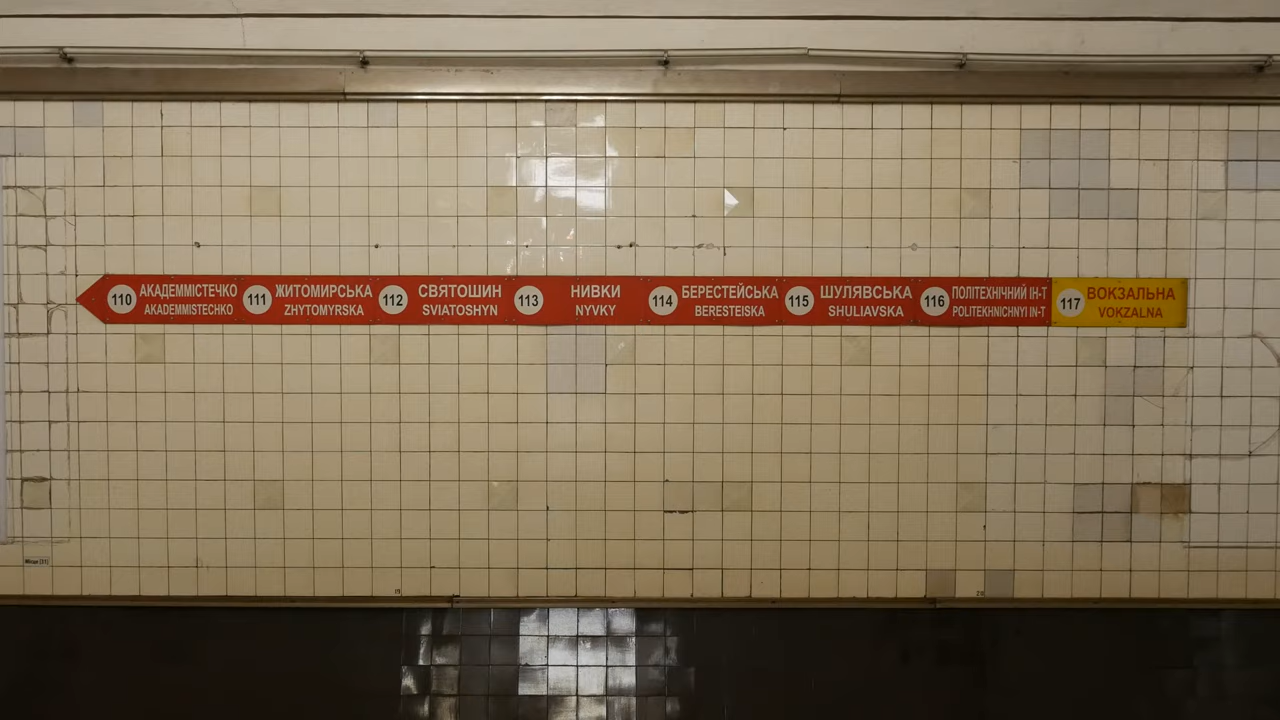 110 АКАДЕММІСТЕЧКО
AKADEMMISTECHKO
111 ЖИТОМИРСЬКА
ZHYTOMYRSKA
112 СВЯТОШИН
SVIATOSHYN
113 НИВКИ
NYVKY
114 БЕРЕСТЕЙСЬКА
BERESTEISKA
115 ШУЛЯВСЬКА
SHULIAVSKA
116 ПОЛІТЕХНІЧНИЙ ІН-Т
POLITEKHNICHNYI IN-T
117 ВОКЗАЛЬНА
VOKZALNA